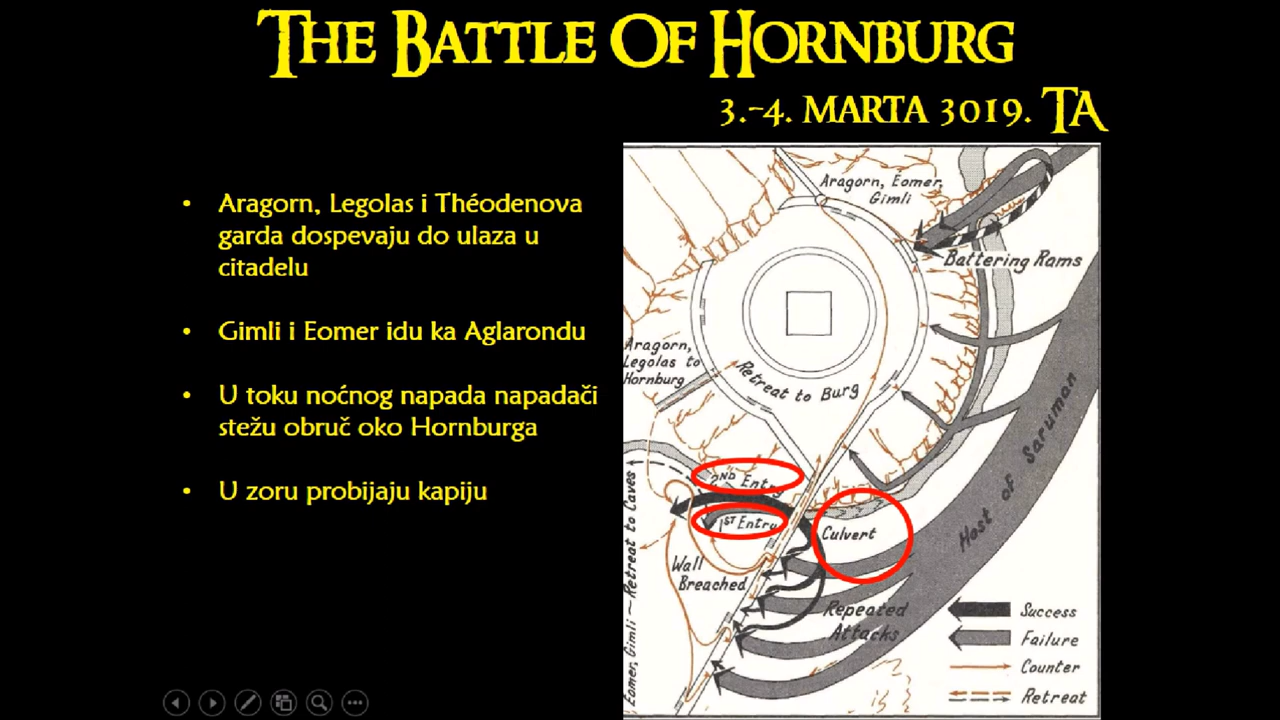 THE BATTLE OF HORNBURG
3.-4. MARTA 3019. TA
• Aragorn, Legolas i Théodenova
garda dospevaju do ulaza u
citadelu
• Gimli i Eomer idu ka Aglarondu
• U toku noćnog napada napadači
stežu obruč oko Hornburga
• U zoru probijaju kapiju
Aragorn, Eomer,
Gimli
Battering Rams
Aragorn,
Legolas to
Hornburg
Retreat to Burg
Host of Saruman
2ND Entry
1ST Entry
Culvert
Wall
Breached
Repeated
Attacks
Eomer, Gimli ~ Retreat to Caves
Success
Failure
Counter
Retreat